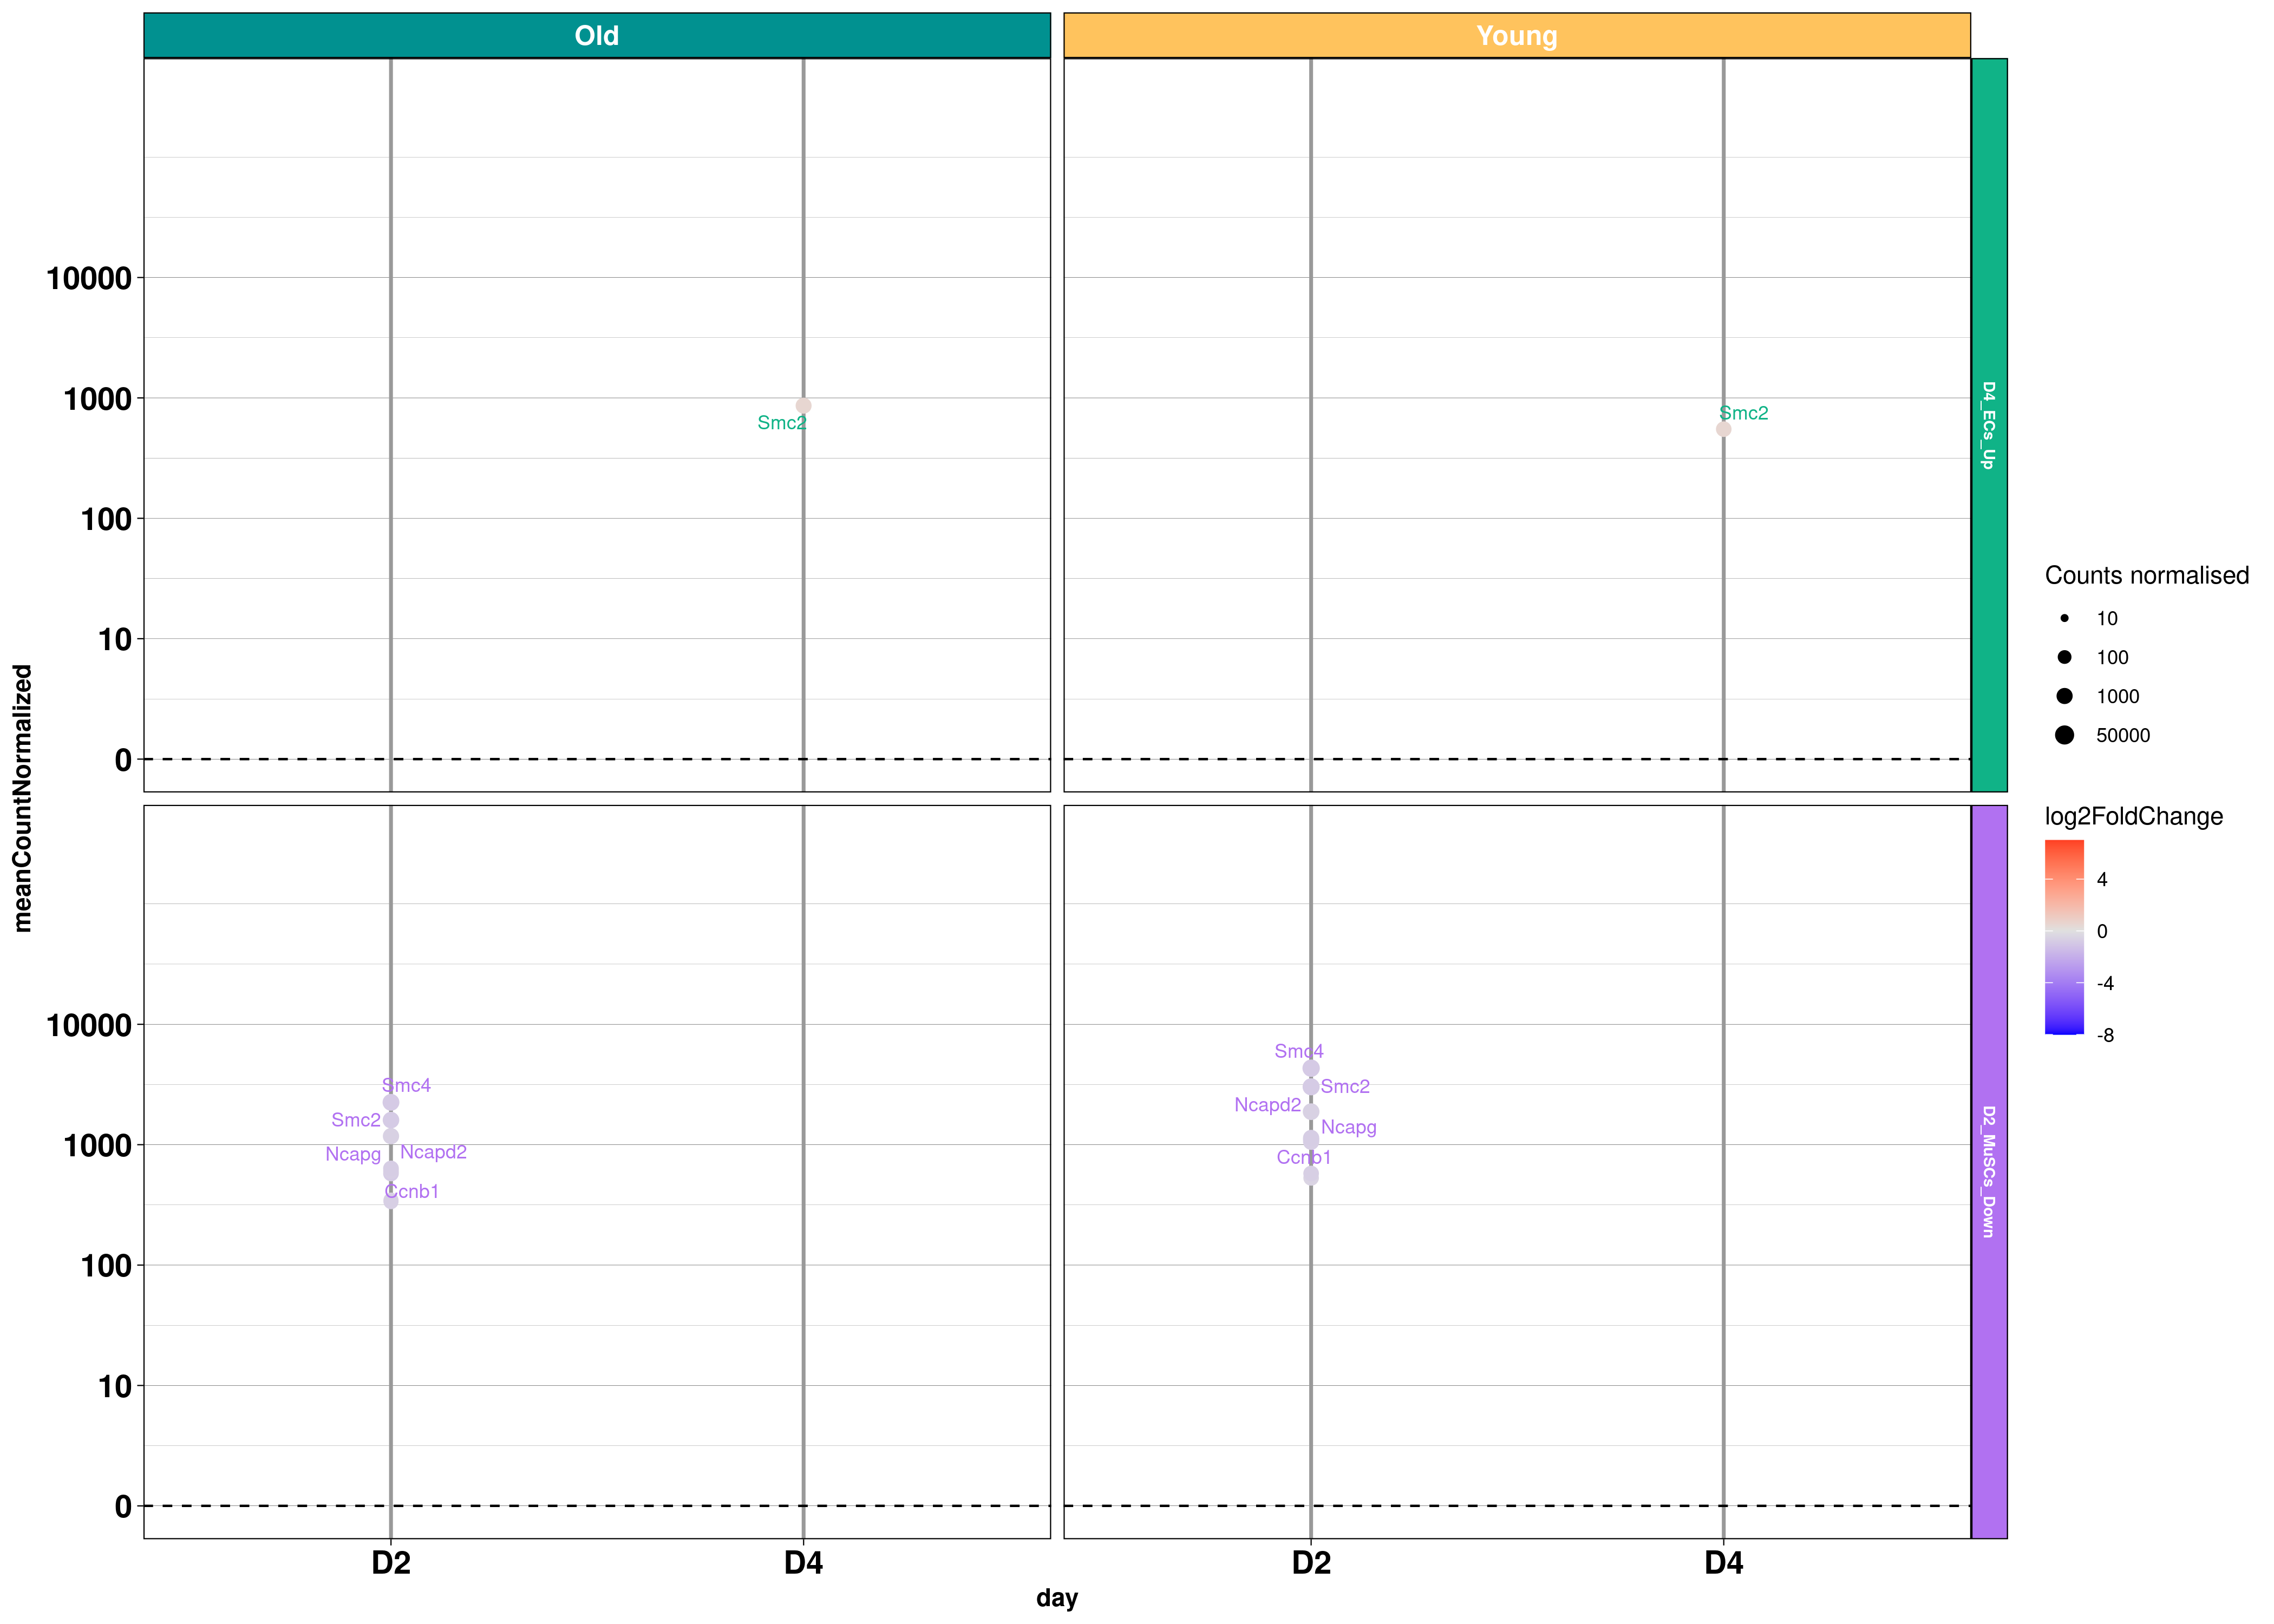 Old
Young
10000
1000
100
10
0
Smc2
Smc2
D4_ECs_Up
meanCountNormalized
10000
1000
100
10
0
Smc4
Smc2
Ncapg
Ncapd2
Ccnb1
Smc4
Smc2
Ncapd2
Ncapg
Ccnb1
D2_MuSCs_Down
D2
D4
D2
D4
day
Counts normalised
10
100
1000
50000
log2FoldChange
4
0
-4
-8